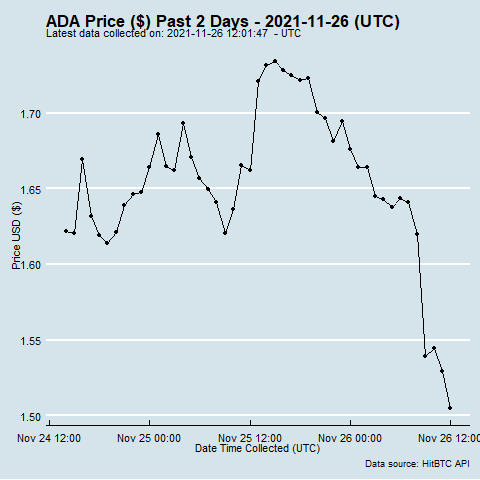 ADA Price ($) Past 2 Days - 2021-11-26 (UTC)
Latest data collected on: 2021-11-26 12:01:47 - UTC
Price USD ($)
1.70
1.65
1.60
1.55
1.50
Nov 24 12:00 Nov 25 00:00 Nov 25 12:00 Nov 26 00:00 Nov 26 12:00
Date Time Collected (UTC)
Data source: HitBTC API